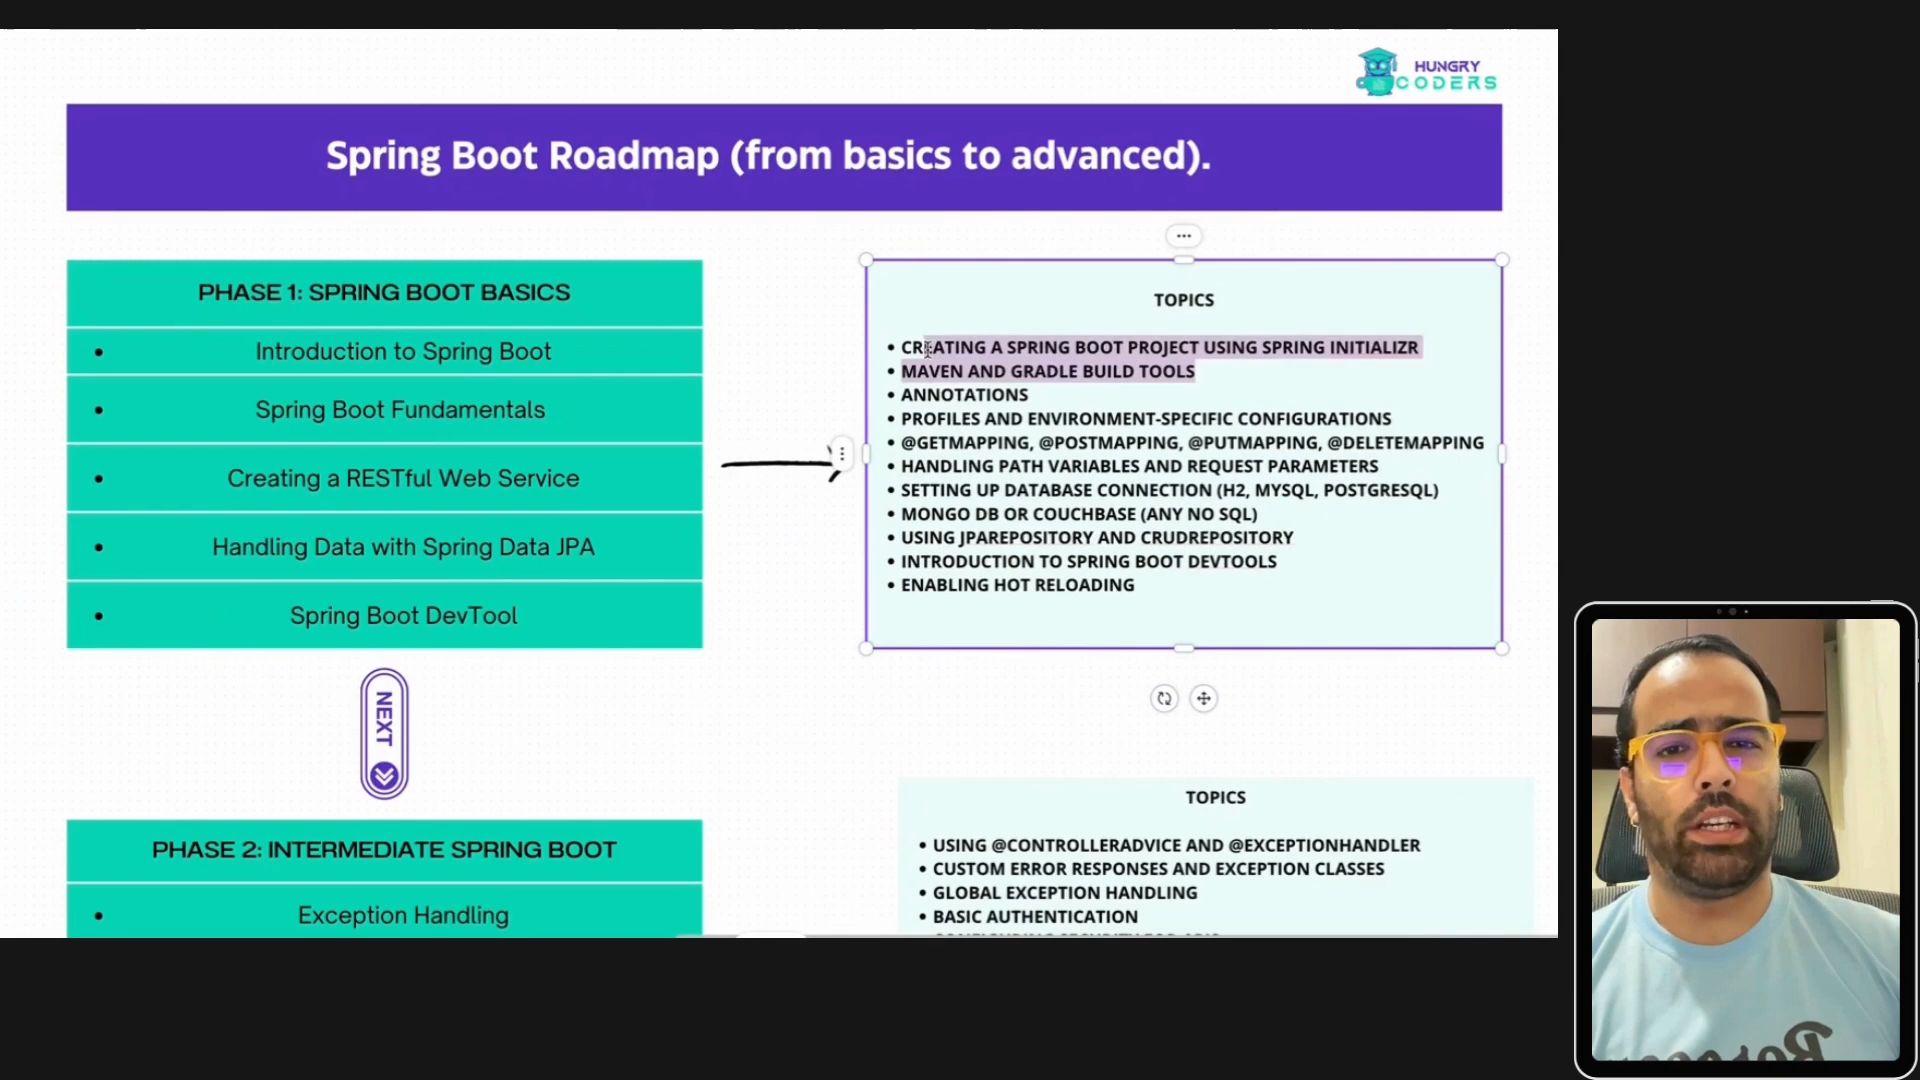 HUNGRY
CODERS
Spring Boot Roadmap (from basics to advanced).
PHASE 1: SPRING BOOT BASICS
• Introduction to Spring Boot
• Spring Boot Fundamentals
• Creating a RESTful Web Service
• Handling Data with Spring Data JPA
• Spring Boot DevTool
TOPICS
• CREATING A SPRING BOOT PROJECT USING SPRING INITIALIZR
• MAVEN AND GRADLE BUILD TOOLS
• ANNOTATIONS
• PROFILES AND ENVIRONMENT-SPECIFIC CONFIGURATIONS
• @GETMAPPING, @POSTMAPPING, @PUTMAPPING, @DELETEMAPPING
• HANDLING PATH VARIABLES AND REQUEST PARAMETERS
• SETTING UP DATABASE CONNECTION (H2, MYSQL, POSTGRESQL)
• MONGO DB OR COUCHBASE (ANY NO SQL)
• USING JPAREPOSITORY AND CRUDREPOSITORY
• INTRODUCTION TO SPRING BOOT DEVTOOLS
• ENABLING HOT RELOADING
NEXT
PHASE 2: INTERMEDIATE SPRING BOOT
• Exception Handling
TOPICS
• USING @CONTROLLERADVICE AND @EXCEPTIONHANDLER
• CUSTOM ERROR RESPONSES AND EXCEPTION CLASSES
• GLOBAL EXCEPTION HANDLING
• BASIC AUTHENTICATION